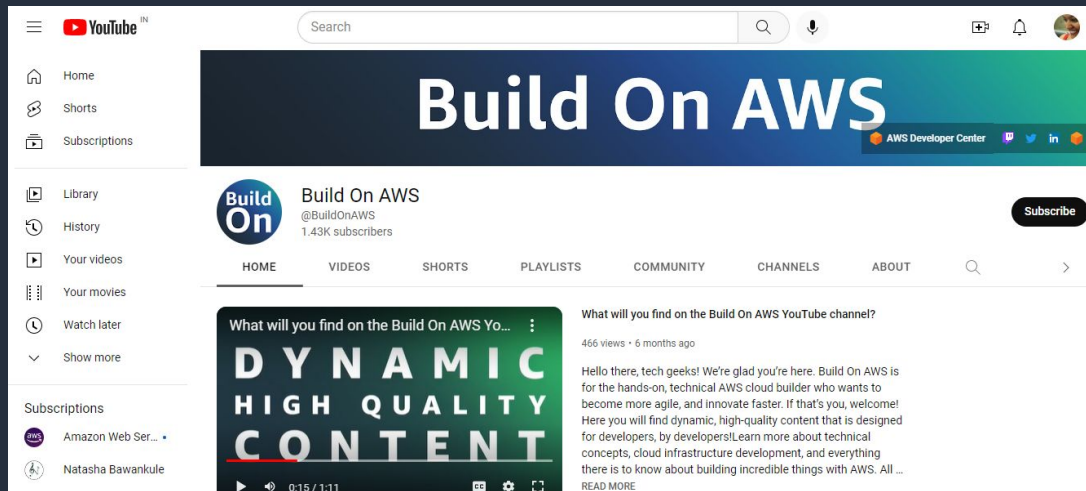 YouTube IN
Search
Home
Shorts
Subscriptions
Library
History
Your videos
Your movies
Watch later
Show more
Subscriptions
aws
Amazon Web Ser...
Natasha Bawankule
Build On AWS
AWS Developer Center
in
Build
On
Build On AWS
@BuildOnAWS
1.43K subscribers
Subscribe
HOME VIDEOS SHORTS PLAYLISTS COMMUNITY CHANNELS ABOUT
What will you find on the Build On AWS Yo...
DYNAMIC
HIGH QUALITY
CONTENT
0:15 / 1:11
CC
What will you find on the Build On AWS YouTube channel?
466 views • 6 months ago
Hello there, tech geeks! We're glad you're here. Build On AWS is
for the hands-on, technical AWS cloud builder who wants to
become more agile, and innovate faster. If that's you, welcome!
Here you will find dynamic, high-quality content that is designed
for developers, by developers!Learn more about technical
concepts, cloud infrastructure development, and everything
there is to know about building incredible things with AWS. All ...
READ MORE